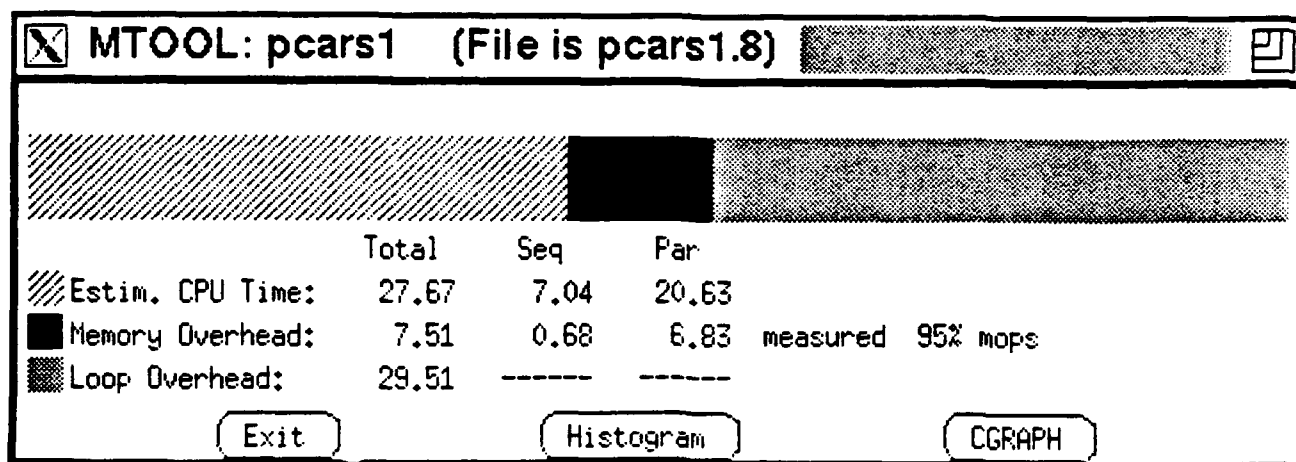 MTOOL: pcars1 (File is pcars1.8)
Total Seq Par
Estim. CPU Time: 27.67 7.04 20.63
Memory Overhead: 7.51 0.68 6.83 measured 95% mops
Loop Overhead: 29.51 ------ ------
Exit Histogram CGRAPH